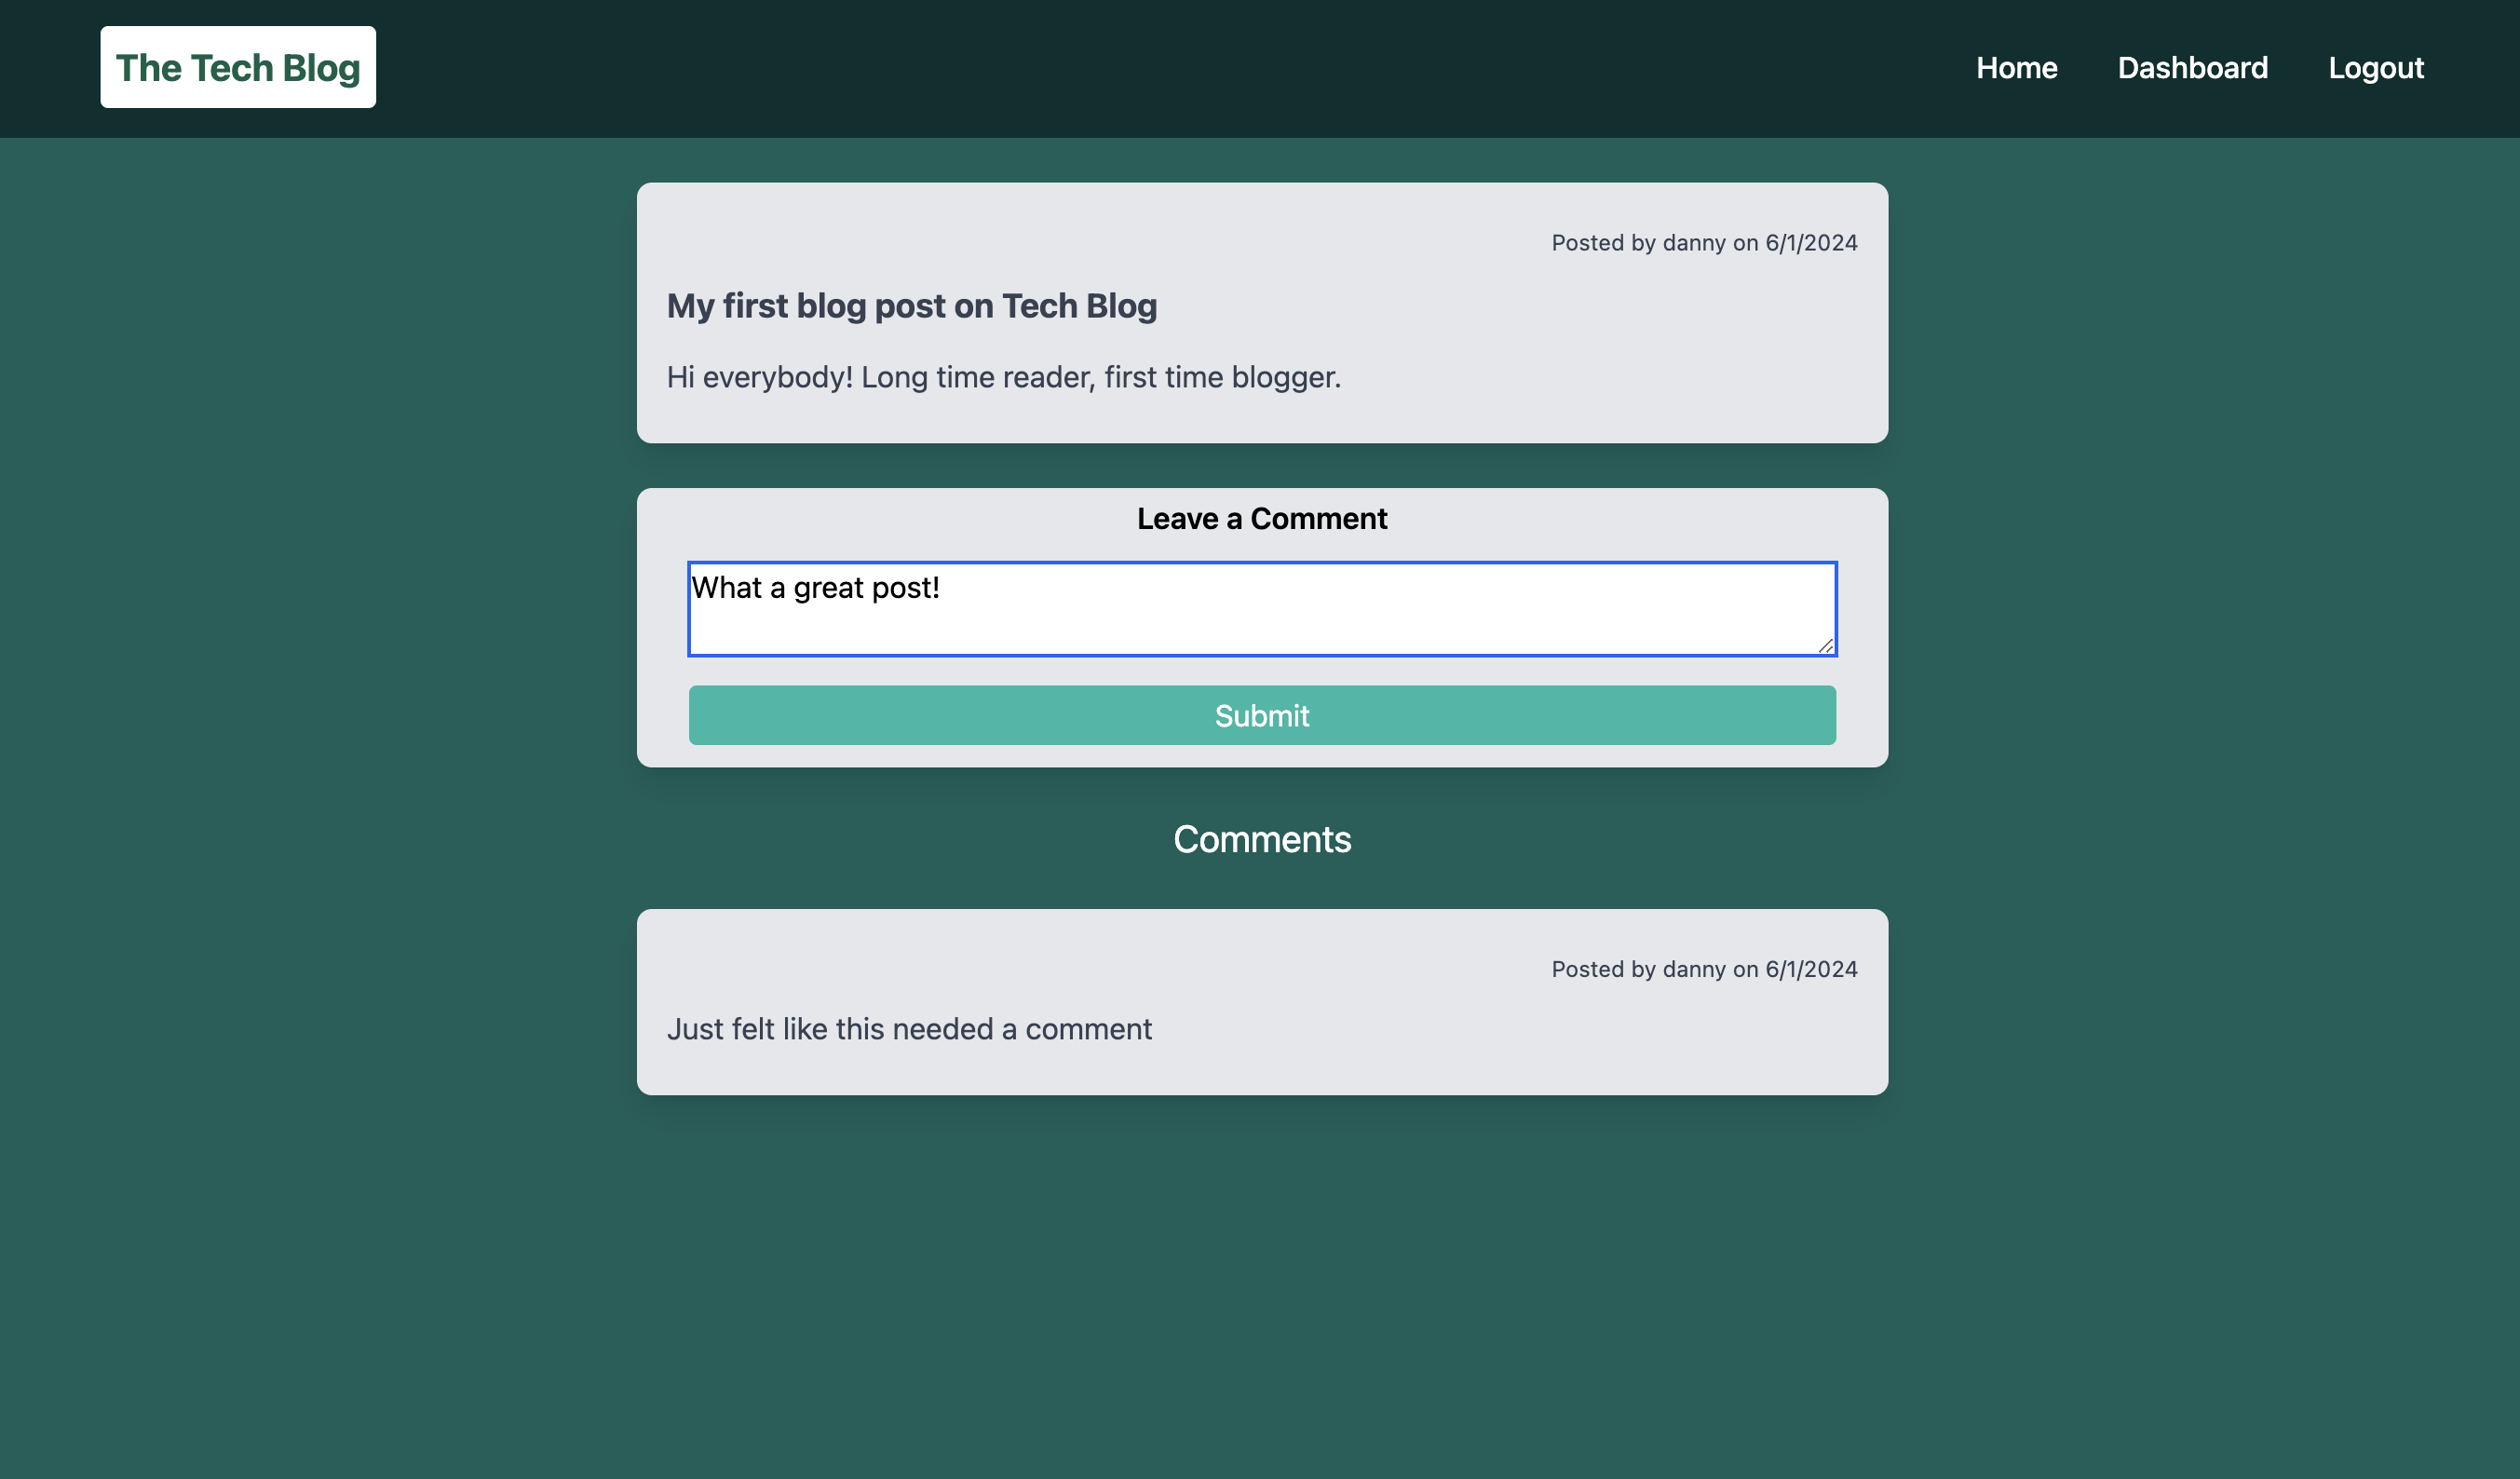 The Tech Blog
Home Dashboard Logout
Posted by danny on 6/1/2024
My first blog post on Tech Blog
Hi everybody! Long time reader, first time blogger.
Leave a Comment
What a great post!
Submit
Comments
Posted by danny on 6/1/2024
Just felt like this needed a comment